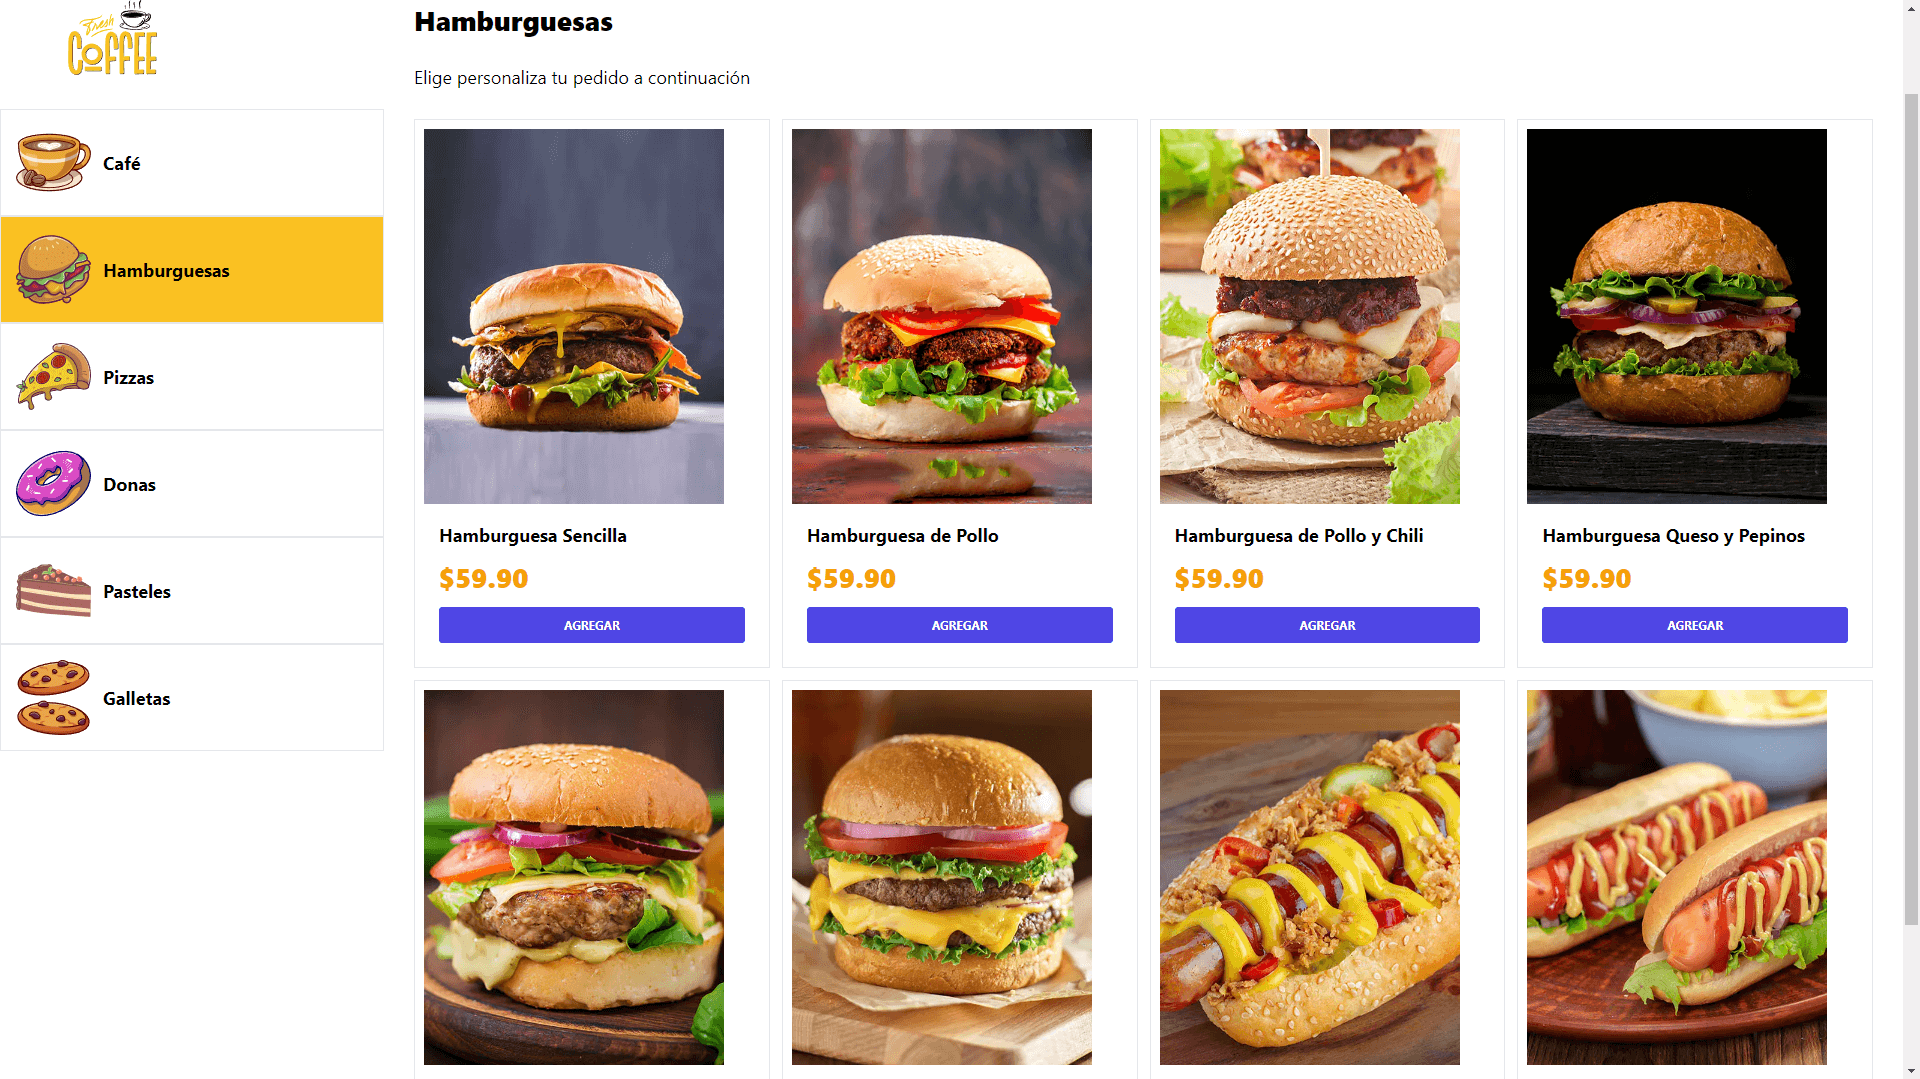 Fresh
COFFEE
Café
Hamburguesas
Pizzas
Donas
Pasteles
Galletas
Hamburguesas
Elige personaliza tu pedido a continuación
Hamburguesa Sencilla
$59.90
AGREGAR
Hamburguesa de Pollo
$59.90
AGREGAR
Hamburguesa de Pollo y Chili
$59.90
AGREGAR
Hamburguesa Queso y Pepinos
$59.90
AGREGAR